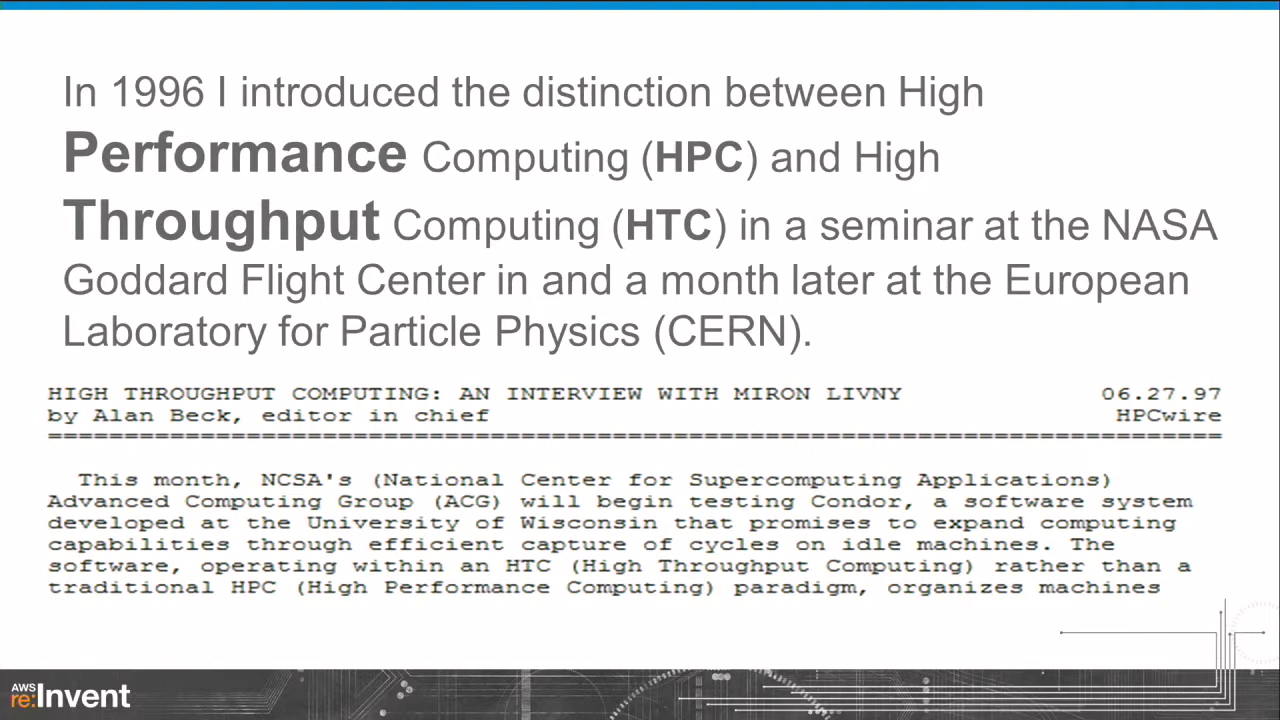 In 1996 I introduced the distinction between High
Performance Computing (HPC) and High
Throughput Computing (HTC) in a seminar at the NASA
Goddard Flight Center in and a month later at the European
Laboratory for Particle Physics (CERN).
HIGH THROUGHPUT COMPUTING: AN INTERVIEW WITH MIRON LIVNY 06.27.97
by Alan Beck, editor in chief HPCwire
=============================================================================
This month, NCSA's (National Center for Supercomputing Applications)
Advanced Computing Group (ACG) will begin testing Condor, a software system
developed at the University of Wisconsin that promises to expand computing
capabilities through efficient capture of cycles on idle machines. The
software, operating within an HTC (High Throughput Computing) rather than a
traditional HPC (High Performance Computing) paradigm, organizes machines
AWS
re:Invent